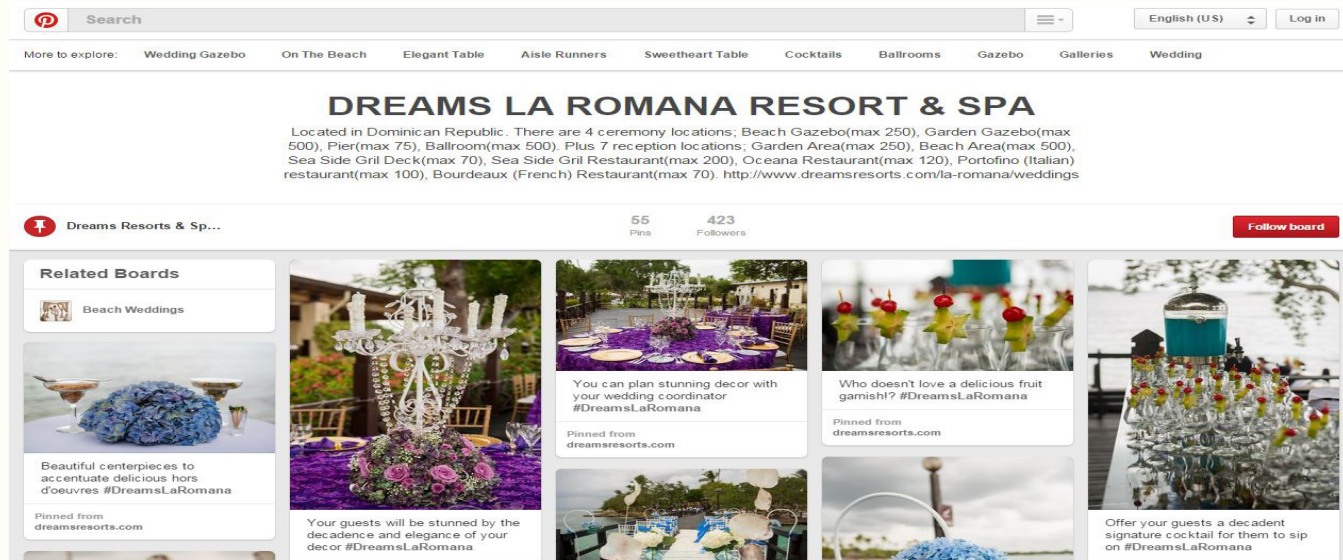 Search
English (US)
Log in
More to explore: Wedding Gazebo On The Beach Elegant Table Aisle Runners Sweetheart Table Cocktails Ballrooms Gazebo Galleries Wedding
DREAMS LA ROMANA RESORT & SPA
Located in Dominican Republic. There are 4 ceremony locations; Beach Gazebo(max 250), Garden Gazebo(max
500), Pier(max 75), Ballroom(max 500). Plus 7 reception locations; Garden Area(max 250), Beach Area(max 500),
Sea Side Gril Deck(max 70), Sea Side Gril Restaurant(max 200), Oceana Restaurant(max 120), Portofino (Italian)
restaurant(max 100), Bourdeaux (French) Restaurant(max 70). http://www.dreamsresorts.com/la-romana/weddings
Dreams Resorts & Sp...
55
Pins
423
Followers
Follow board
Related Boards
Beach Weddings
Beautiful centerpieces to
accentuate delicious hors
d'oeuvres #DreamsLaRomana
Pinned from
dreamsresorts.com
Your guests will be stunned by the
decadence and elegance of your
decor #DreamsLaRomana
You can plan stunning decor with
your wedding coordinator
#DreamsLaRomana
Pinned from
dreamsresorts.com
Who doesn't love a delicious fruit
garnish!? #DreamsLaRomana
Pinned from
dreamsresorts.com
Offer your guests a decadent
signature cocktail for them to sip
on #DreamsLaRomana